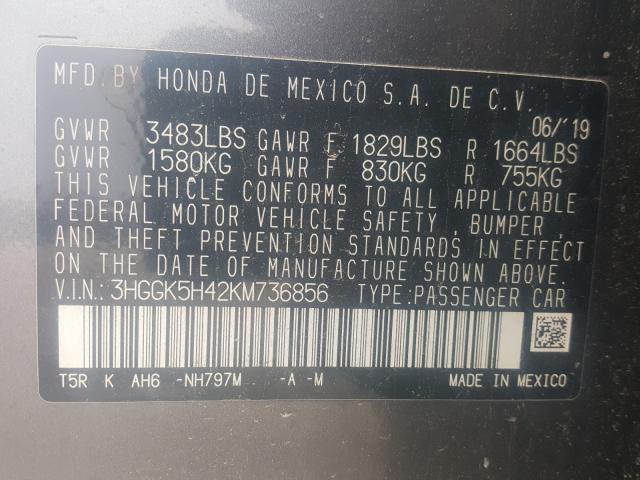 MFD. BY HONDA DE MEXICO S.A. DE C.V.
06/'19
GVWR 3483LBS GAWR F 1829LBS R 1664LBS
GVWR 1580KG GAWR F 830KG R 755KG
THIS VEHICLE CONFORMS TO ALL APPLICABLE
FEDERAL MOTOR VEHICLE SAFETY , BUMPER ,
AND THEFT PREVENTION STANDARDS IN EFFECT
ON THE DATE OF MANUFACTURE SHOWN ABOVE.
V.I.N.: 3HGGK5H42KM736856 TYPE:PASSENGER CAR
T5R K AH6 -NH797M -A -M MADE IN MEXICO